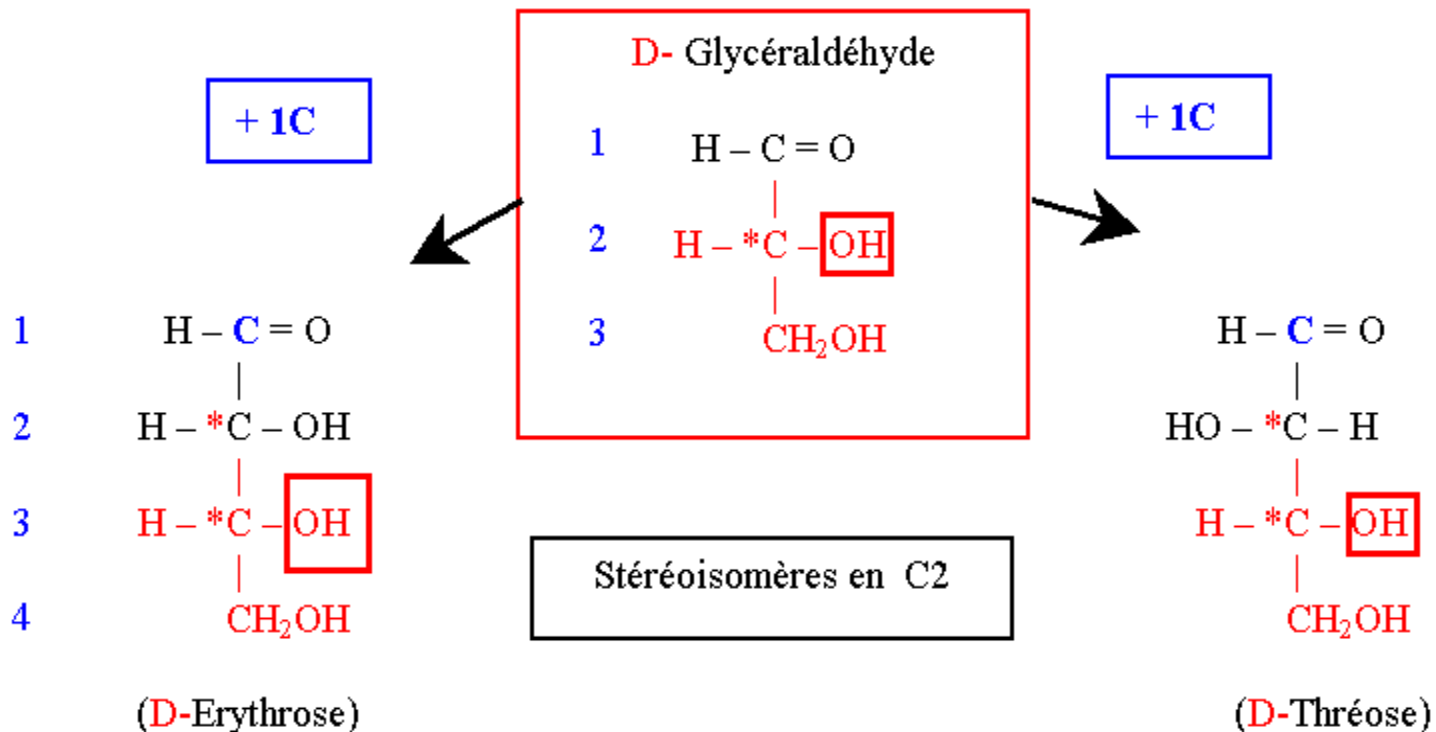 D- Glycéraldéhyde
+ 1C
+ 1C
1 H – C = O
2 H – *C – OH
3 CH₂OH
1 H – C = O
2 H – *C – OH
3 H – *C – OH
4 CH₂OH
(D-Erythrose)
Stéréoisomères en C2
H – C = O
HO – *C – H
H – *C – OH
CH₂OH
(D-Thréose)